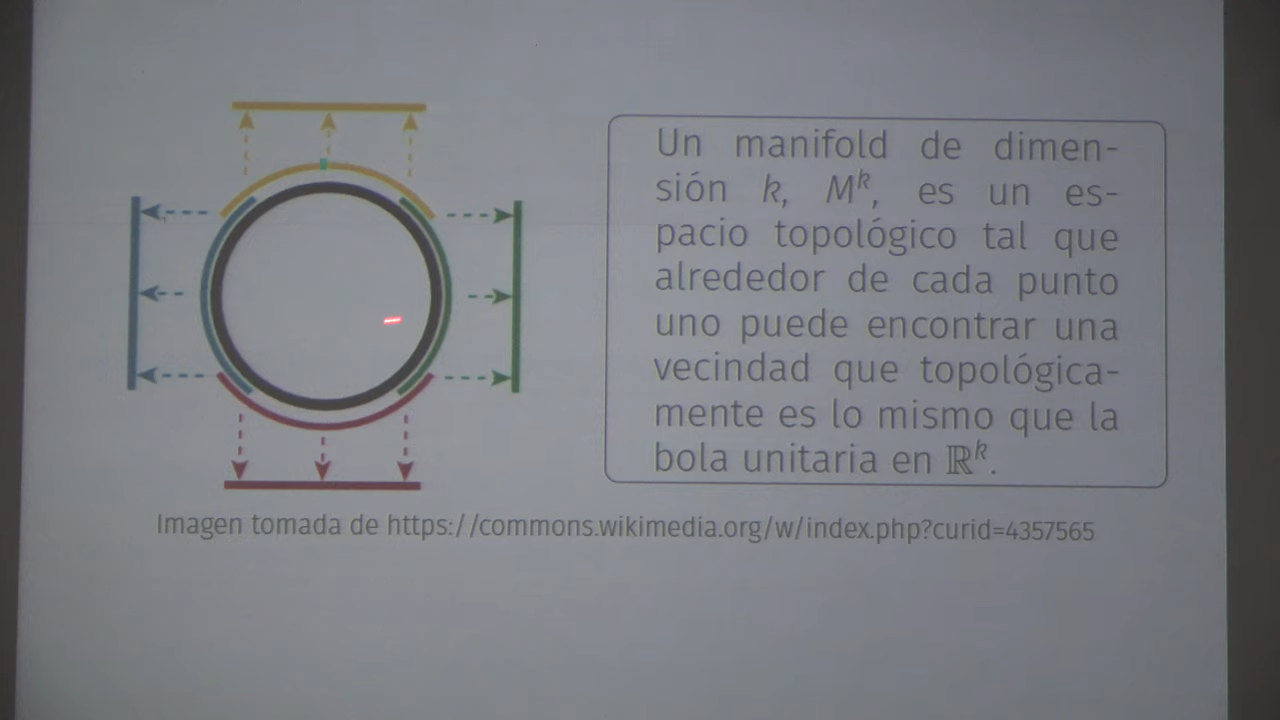 Un manifold de dimen-
sión k, Mᵏ, es un es-
pacio topológico tal que
alrededor de cada punto
uno puede encontrar una
vecindad que topológica-
mente es lo mismo que la
bola unitaria en ℝᵏ.
Imagen tomada de https://commons.wikimedia.org/w/index.php?curid=4357565